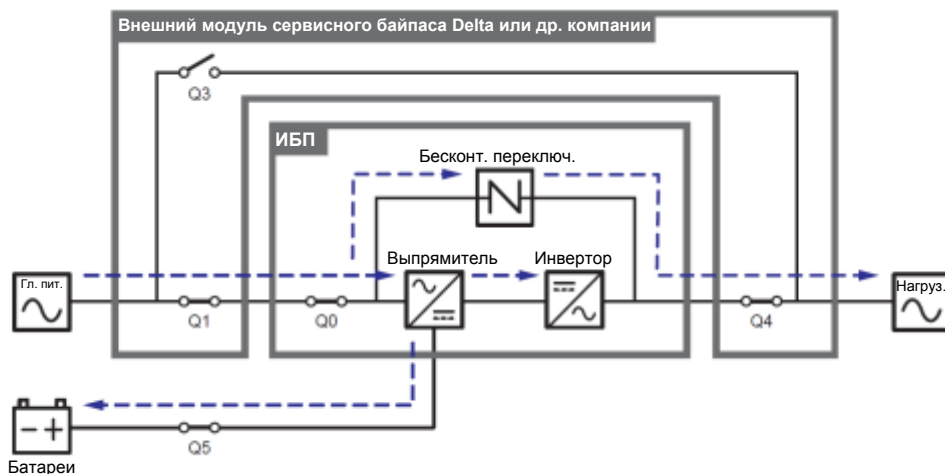 Внешний модуль сервисного байпаса Delta или др. компании
Q3
ИБП
Бесконт. переключ.
Гл. пит.
Выпрямитель
Инвертор
Нагруз.
Q1
Q0
Q4
Q5
Батареи